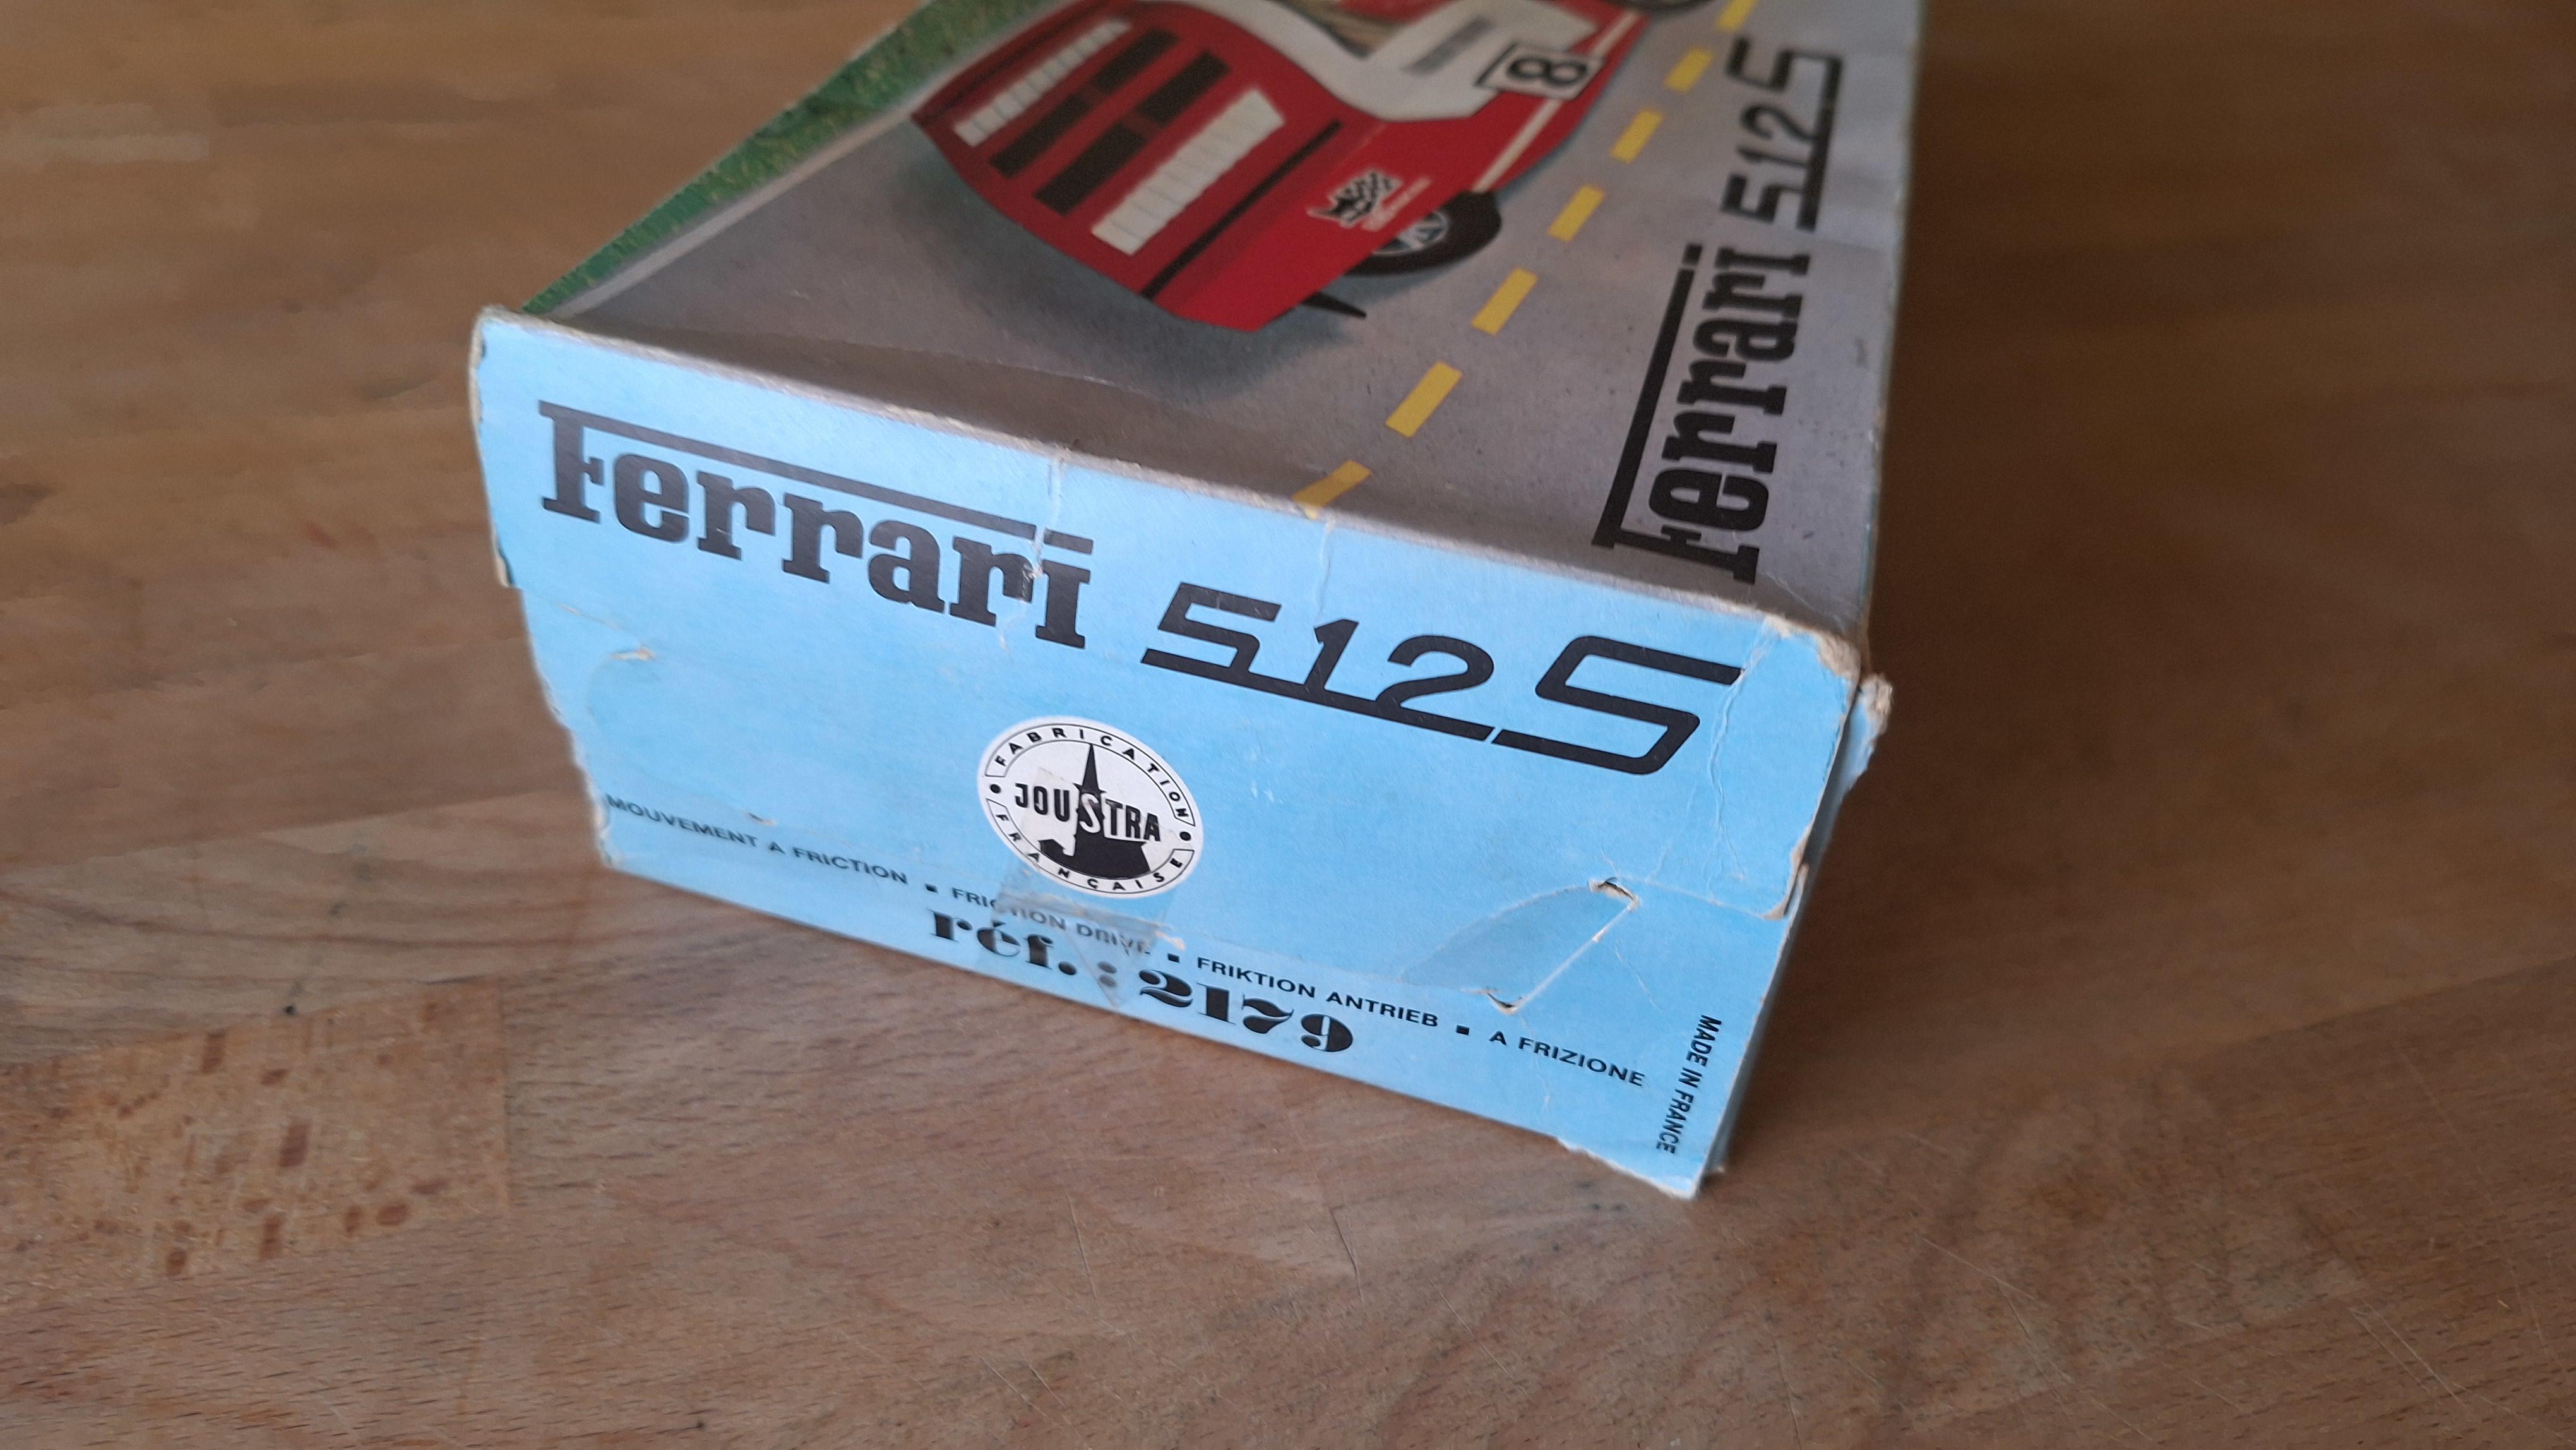 8
Ferrari 512S
Ferrari 512S
FABRICATION
JOUSTRA
FRANÇAISE
MOUVEMENT A FRICTION ▪ FRICTION DRIVE ▪ FRIKTION ANTRIEB ▪ A FRIZIONE
réf. : 2179
MADE IN FRANCE